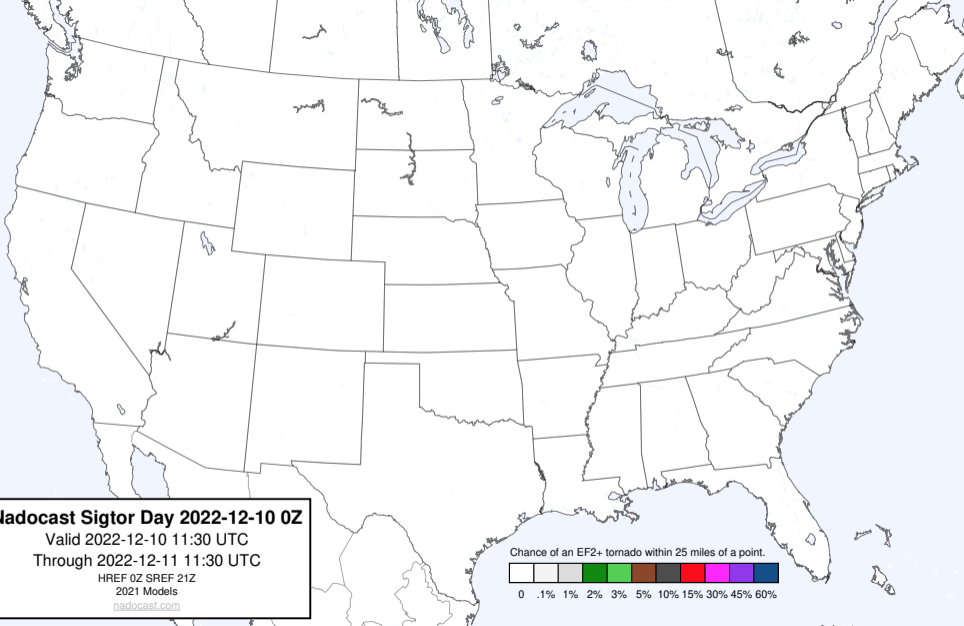 Nadocast Sigtor Day 2022-12-10 0Z
Valid 2022-12-10 11:30 UTC
Through 2022-12-11 11:30 UTC
HREF 0Z SREF 21Z
2021 Models
nadocast.com
Chance of an EF2+ tornado within 25 miles of a point.
0 .1% 1% 2% 3% 5% 10% 15% 30% 45% 60%